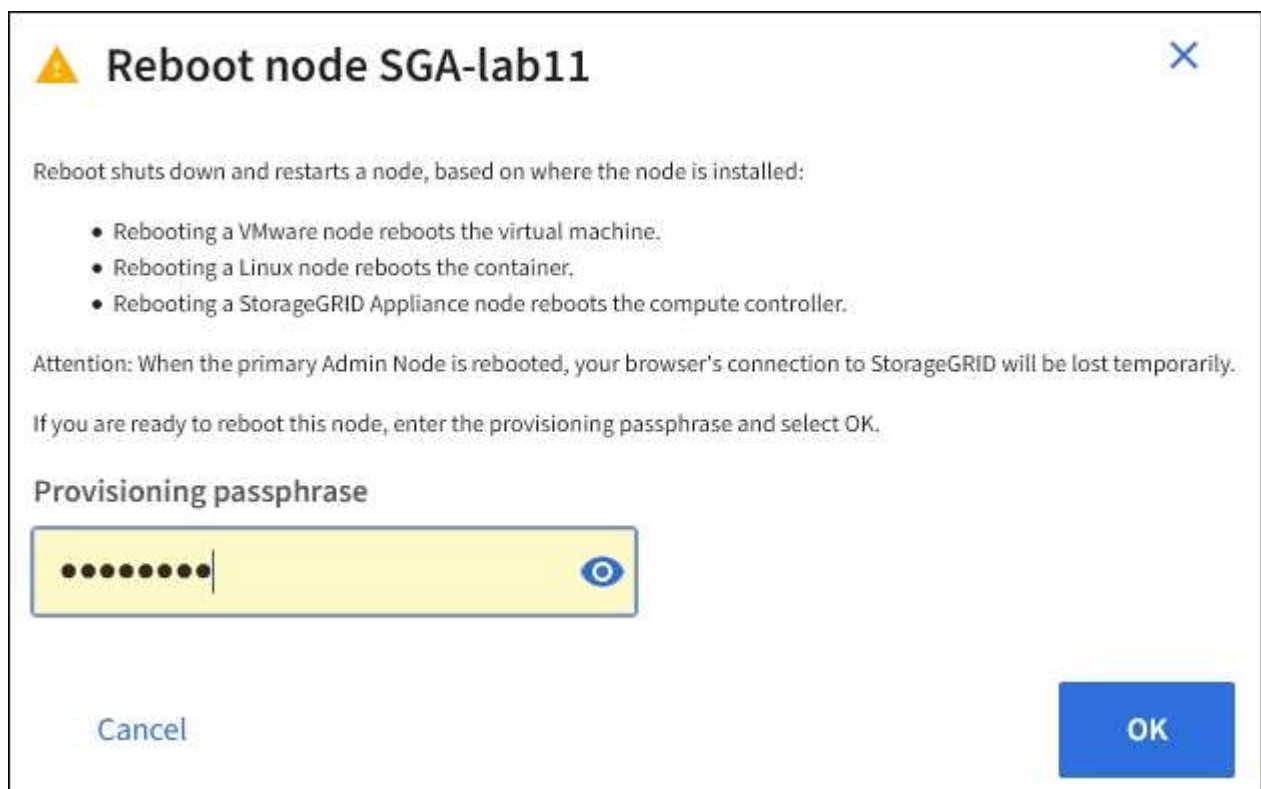 Reboot node SGA-lab11
Reboot shuts down and restarts a node, based on where the node is installed:
• Rebooting a VMware node reboots the virtual machine.
• Rebooting a Linux node reboots the container.
• Rebooting a StorageGRID Appliance node reboots the compute controller.
Attention: When the primary Admin Node is rebooted, your browser's connection to StorageGRID will be lost temporarily.
If you are ready to reboot this node, enter the provisioning passphrase and select OK.
Provisioning passphrase
••••••••
Cancel
OK